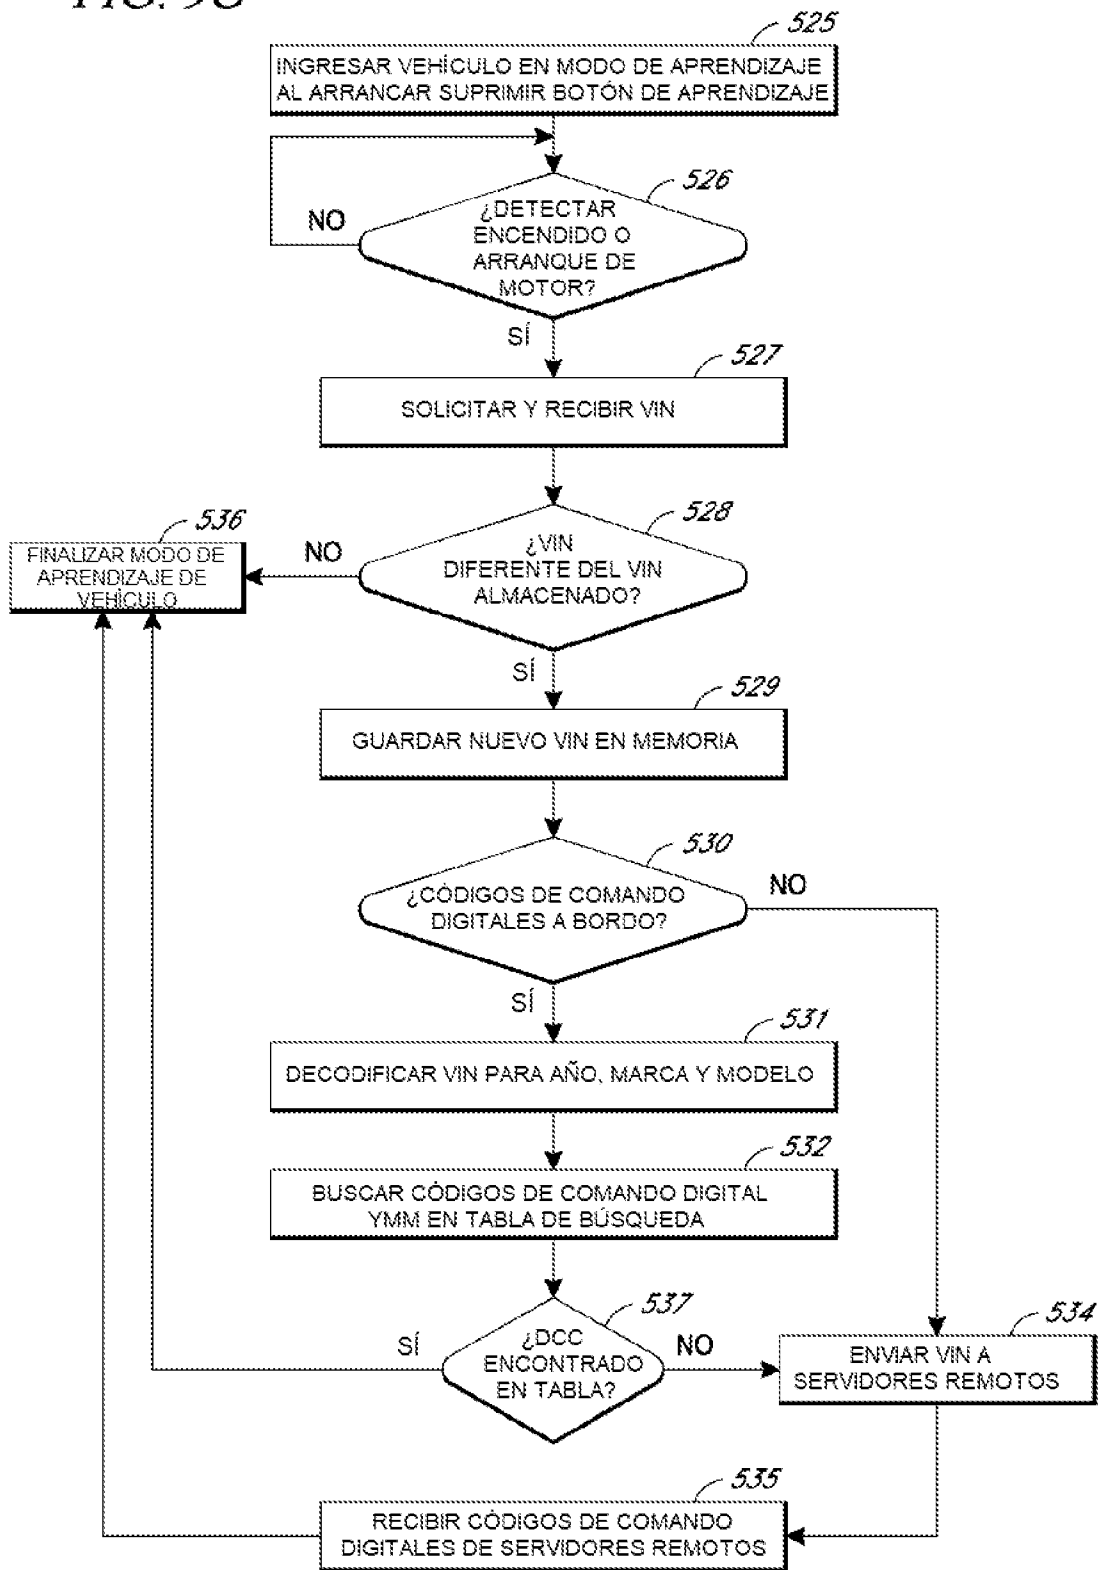 FIG. 9C
525
INGRESAR VEHÍCULO EN MODO DE APRENDIZAJE
AL ARRANCAR SUPRIMIR BOTÓN DE APRENDIZAJE
526
¿DETECTAR
ENCENDIDO O
ARRANQUE DE
MOTOR?
NO
SÍ
527
SOLICITAR Y RECIBIR VIN
528
¿VIN
DIFERENTE DEL VIN
ALMACENADO?
NO
536
FINALIZAR MODO DE
APRENDIZAJE DE
VEHÍCULO
SÍ
529
GUARDAR NUEVO VIN EN MEMORIA
530
¿CÓDIGOS DE COMANDO
DIGITALES A BORDO?
NO
SÍ
531
DECODIFICAR VIN PARA AÑO, MARCA Y MODELO
532
BUSCAR CÓDIGOS DE COMANDO DIGITAL
YMM EN TABLA DE BÚSQUEDA
537
¿DCC
ENCONTRADO
EN TABLA?
SÍ
NO
534
ENVIAR VIN A
SERVIDORES REMOTOS
535
RECIBIR CÓDIGOS DE COMANDO
DIGITALES DE SERVIDORES REMOTOS